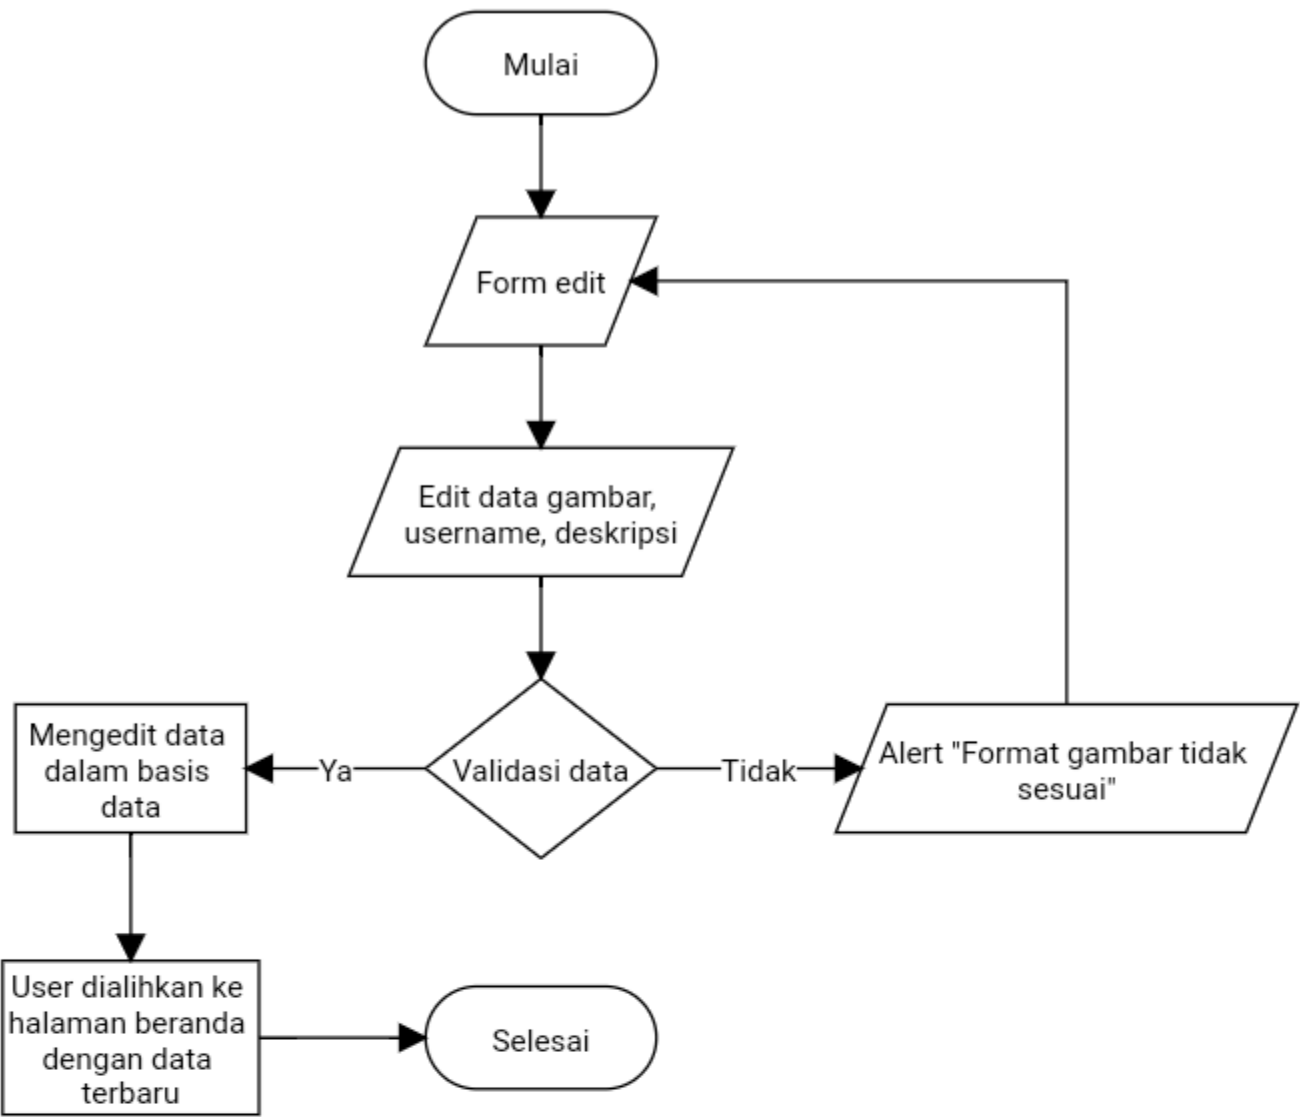 Mulai
Form edit
Edit data gambar,
username, deskripsi
Mengedit data
dalam basis
data
Ya
Validasi data
Tidak
Alert "Format gambar tidak
sesuai"
User dialihkan ke
halaman beranda
dengan data
terbaru
Selesai